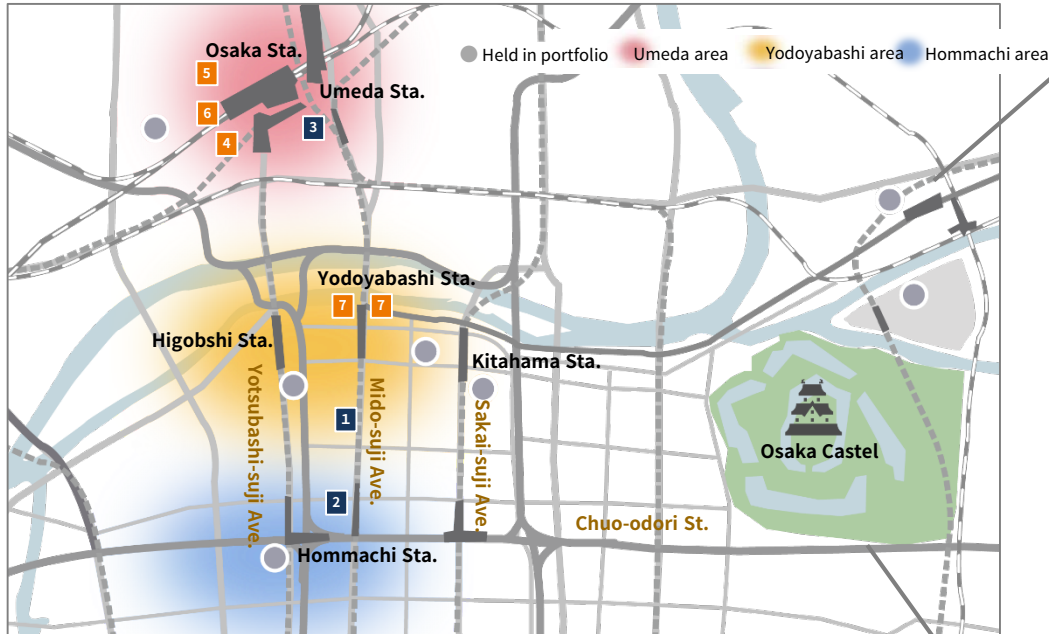 Held in portfolio
Umeda area
Yodoyabashi area
Hommachi area
Osaka Sta.
5
Umeda Sta.
6
3
4
Yodoyabashi Sta.
7
7
Higobshi Sta.
Kitahama Sta.
Yotsubashi-suji Ave.
Mido-suji Ave.
Sakai-suji Ave.
1
Osaka Castel
2
Chuo-odori St.
Hommachi Sta.